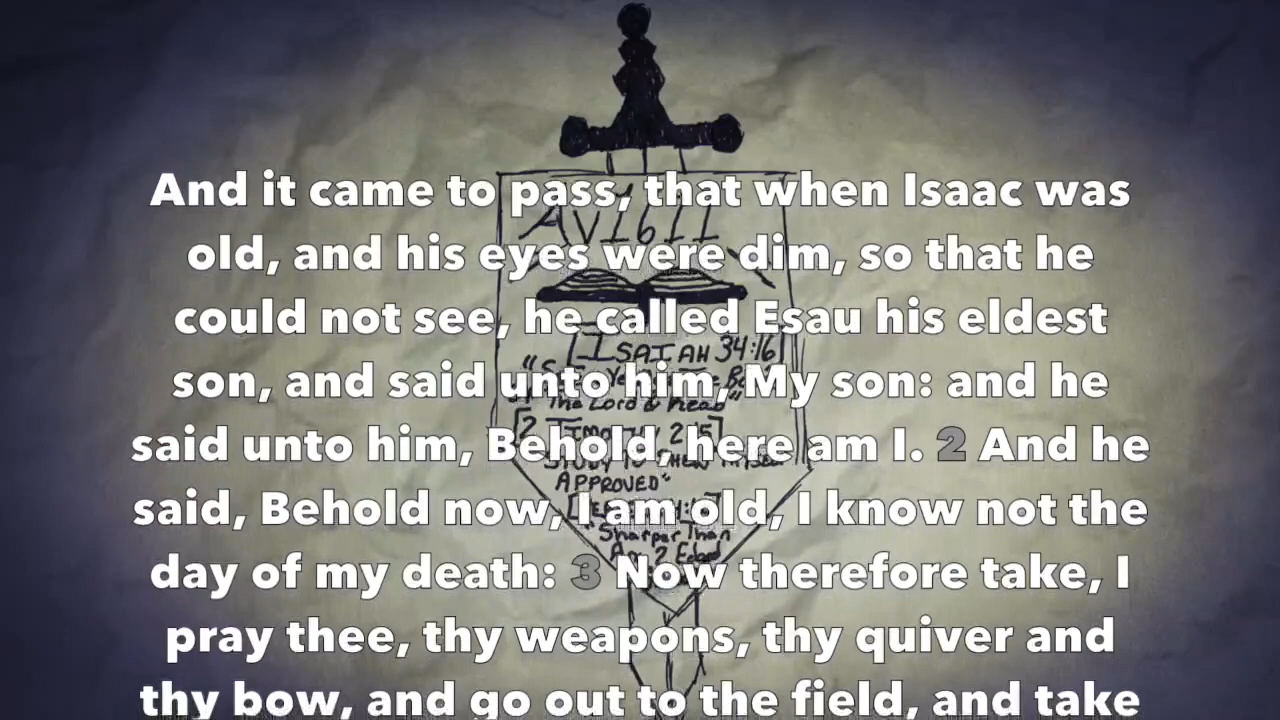 And it came to pass, that when Isaac was
AV1611
old, and his eyes were dim, so that he
could not see, he called Esau his eldest
[ISAIAH 34:16]
son, and said unto him, My son: and he
The Lord & Read"
[2 TIMOTHY 2:15]
said unto him, Behold, here am I. 2 And he
STUDY TO SHEW
APPROVED"
said, Behold now, I am old, I know not the
Sharper Than
Any 2 Edged
day of my death: 3 Now therefore take, I
pray thee, thy weapons, thy quiver and
thy bow, and go out to the field, and take